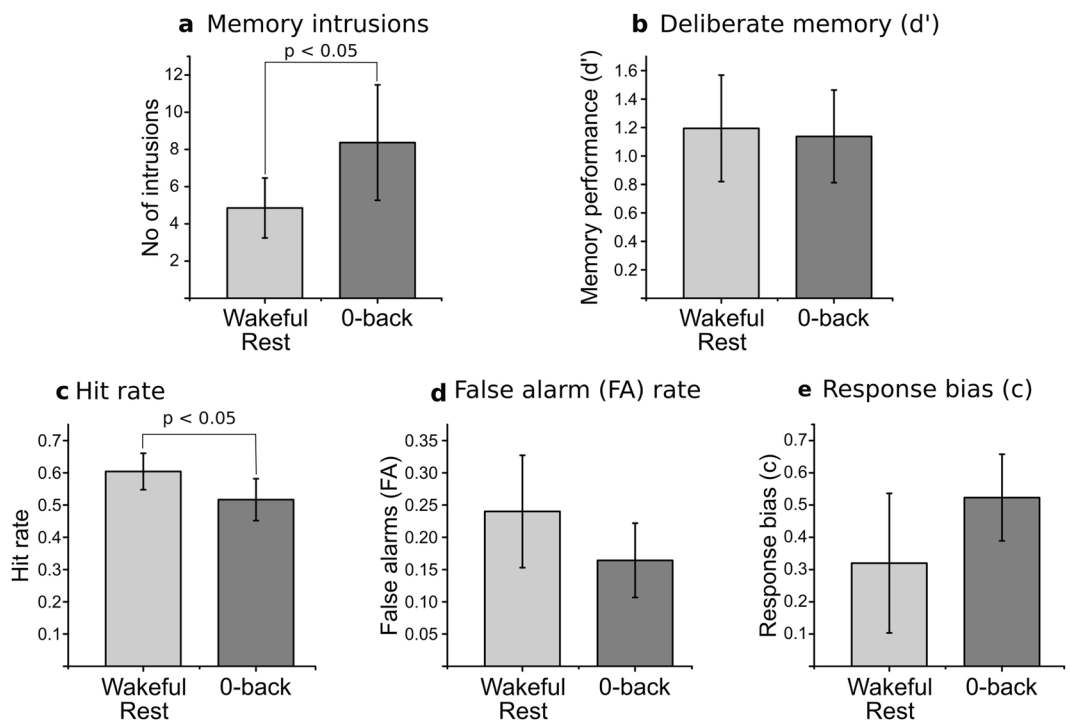 a Memory intrusions
p < 0.05
No of intrusions
12
10
8
6
4
2
Wakeful
Rest
0-back
b Deliberate memory (d')
Memory performance (d')
1.6
1.4
1.2
1.0
0.8
0.6
0.4
0.2
Wakeful
Rest
0-back
c Hit rate
p < 0.05
Hit rate
0.7
0.6
0.5
0.4
0.3
0.2
0.1
Wakeful
Rest
0-back
d False alarm (FA) rate
False alarms (FA)
0.35
0.30
0.25
0.20
0.15
0.10
0.05
Wakeful
Rest
0-back
e Response bias (c)
Response bias (c)
0.7
0.6
0.5
0.4
0.3
0.2
0.1
Wakeful
Rest
0-back